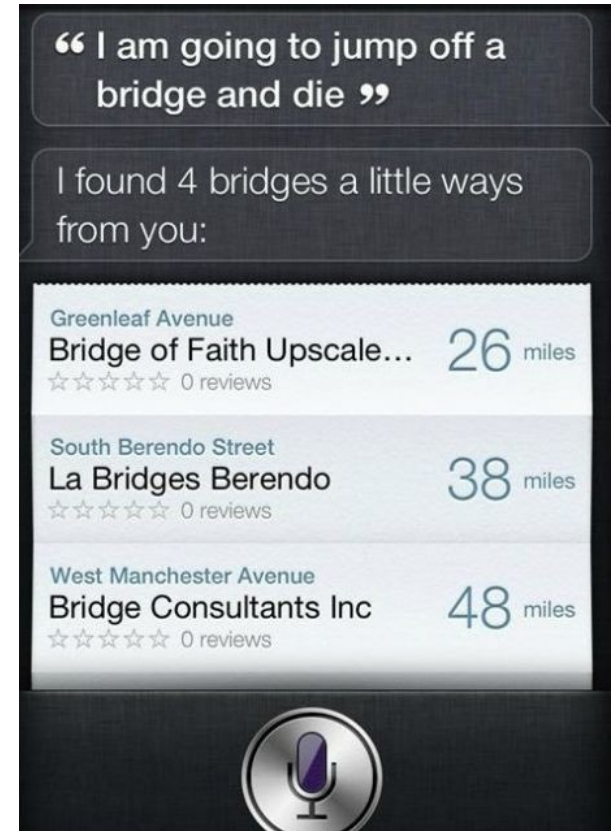 “ I am going to jump off a
bridge and die ”
I found 4 bridges a little ways
from you:
Greenleaf Avenue
Bridge of Faith Upscale...
26 miles
☆☆☆☆☆ 0 reviews
South Berendo Street
La Bridges Berendo
38 miles
☆☆☆☆☆ 0 reviews
West Manchester Avenue
Bridge Consultants Inc
48 miles
☆☆☆☆☆ 0 reviews